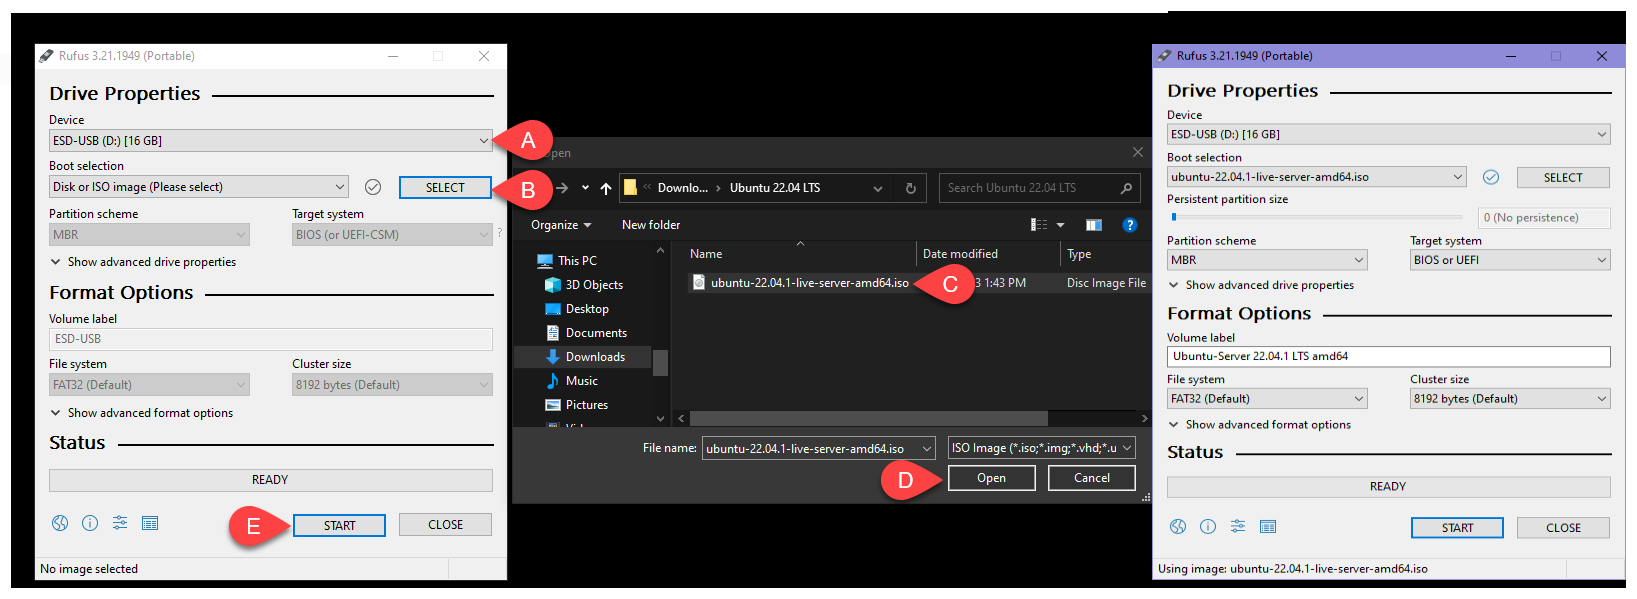 Rufus 3.21.1949 (Portable)
Drive Properties
Device
ESD-USB (D:) [16 GB]
A
Boot selection
Disk or ISO image (Please select)
SELECT
B
Partition scheme
Target system
MBR
BIOS (or UEFI-CSM)
?
Show advanced drive properties
Format Options
Volume label
ESD-USB
File system
Cluster size
FAT32 (Default)
8192 bytes (Default)
Show advanced format options
Status
READY
E
START
CLOSE
No image selected
Open
Downlo... › Ubuntu 22.04 LTS
Search Ubuntu 22.04 LTS
Organize
New folder
?
This PC
3D Objects
Desktop
Documents
Downloads
Music
Pictures
Name
Date modified
Type
ubuntu-22.04.1-live-server-amd64.iso
C
3 1:43 PM
Disc Image File
File name:
ubuntu-22.04.1-live-server-amd64.iso
ISO Image (*.iso;*.img;*.vhd;*.u
D
Open
Cancel
Rufus 3.21.1949 (Portable)
Drive Properties
Device
ESD-USB (D:) [16 GB]
Boot selection
ubuntu-22.04.1-live-server-amd64.iso
SELECT
Persistent partition size
0 (No persistence)
Partition scheme
Target system
MBR
BIOS or UEFI
Show advanced drive properties
Format Options
Volume label
Ubuntu-Server 22.04.1 LTS amd64
File system
Cluster size
FAT32 (Default)
8192 bytes (Default)
Show advanced format options
Status
READY
START
CLOSE
Using image: ubuntu-22.04.1-live-server-amd64.iso